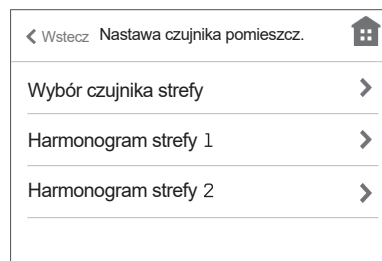 Wstecz Nastawa czujnika pomieszcz.
Wybór czujnika strefy
Harmonogram strefy 1
Harmonogram strefy 2